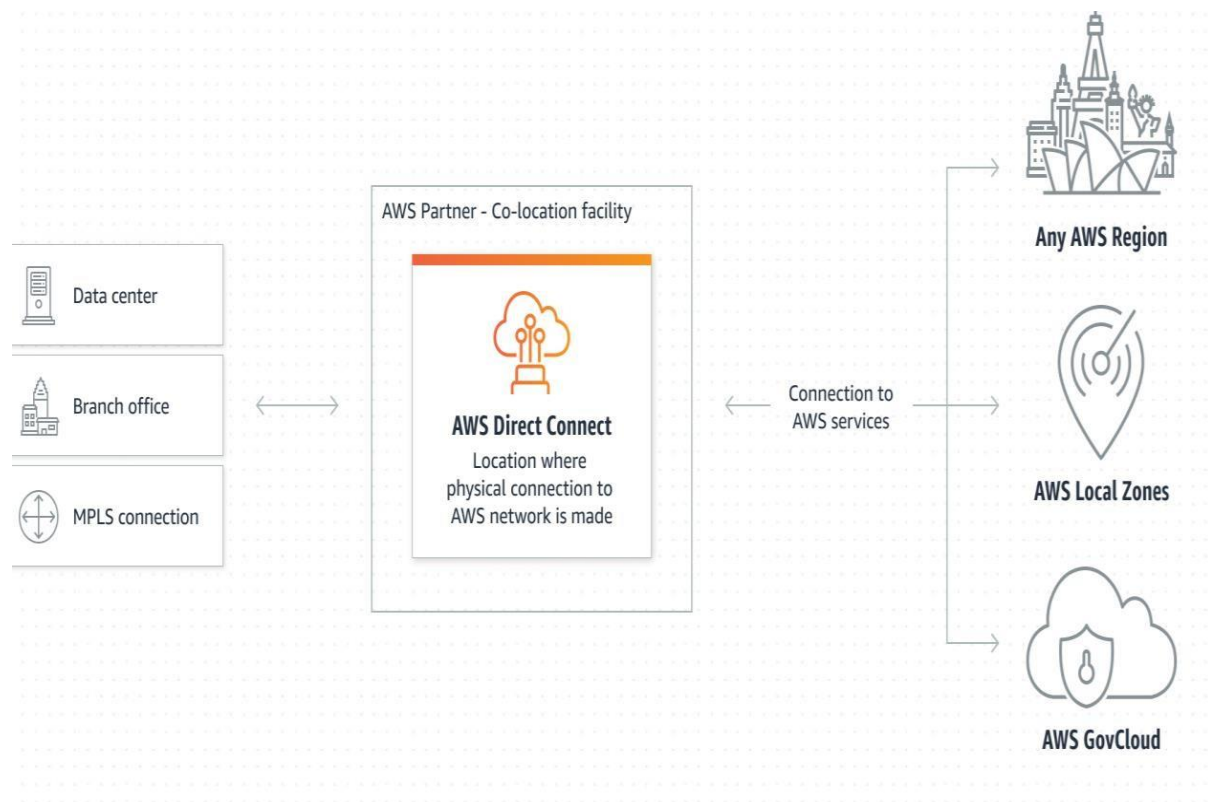 Data center
Branch office
MPLS connection
AWS Partner - Co-location facility
AWS Direct Connect
Location where
physical connection to
AWS network is made
Connection to
AWS services
Any AWS Region
AWS Local Zones
AWS GovCloud